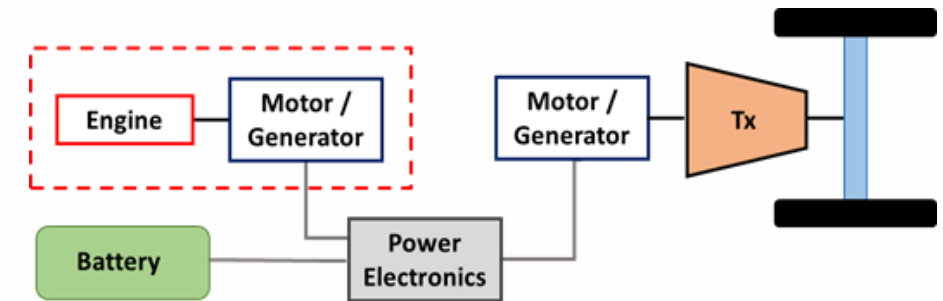 Engine
Motor /
Generator
Motor /
Generator
Tx
Battery
Power
Electronics